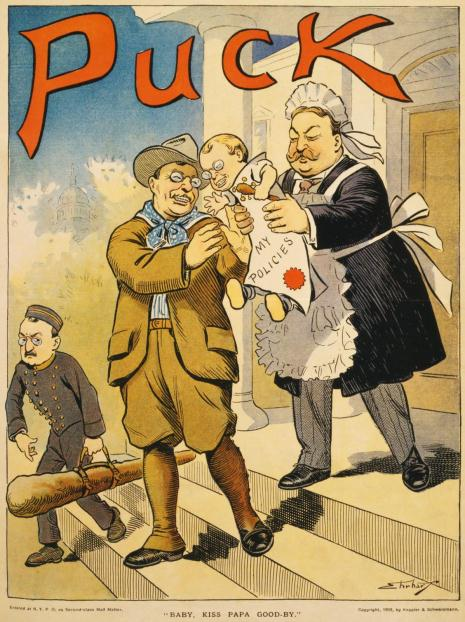 PUCK
MY
POLICIES
Entered at N. Y. P. O. as Second-class Mail Matter.
"BABY, KISS PAPA GOOD-BY."
Copyright, 1909, by Keppler & Schwarzmann.
Ehrhart